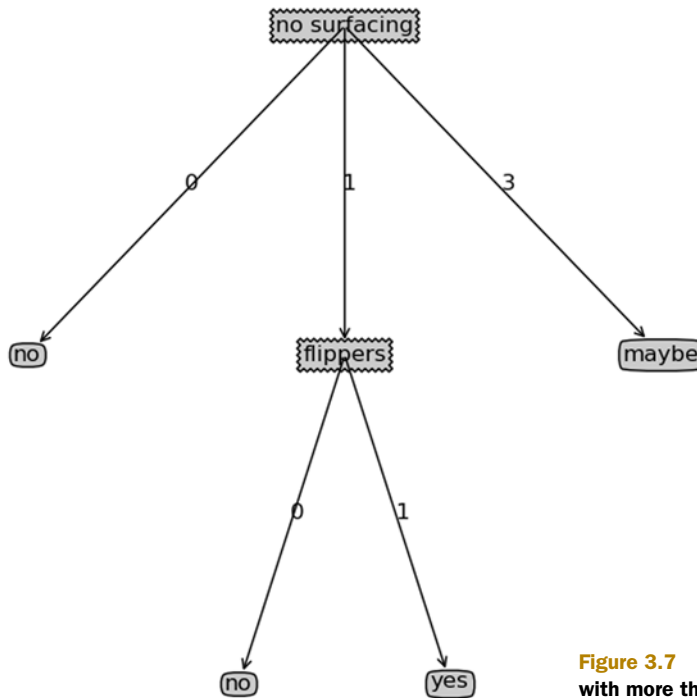 no surfacing
0 1 3
no flippers maybe
0 1
no yes
Figure 3.7
with more th